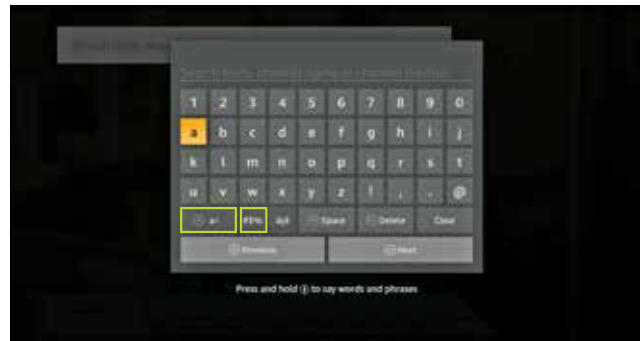 1 2 3 4 5 6 7 8 9 0
a b c d e f g h i j
k l m n o p q r s t
u v w x y z ! , . @
#$% Space Delete Clear
Previous Next
Press and hold to say words and phrases